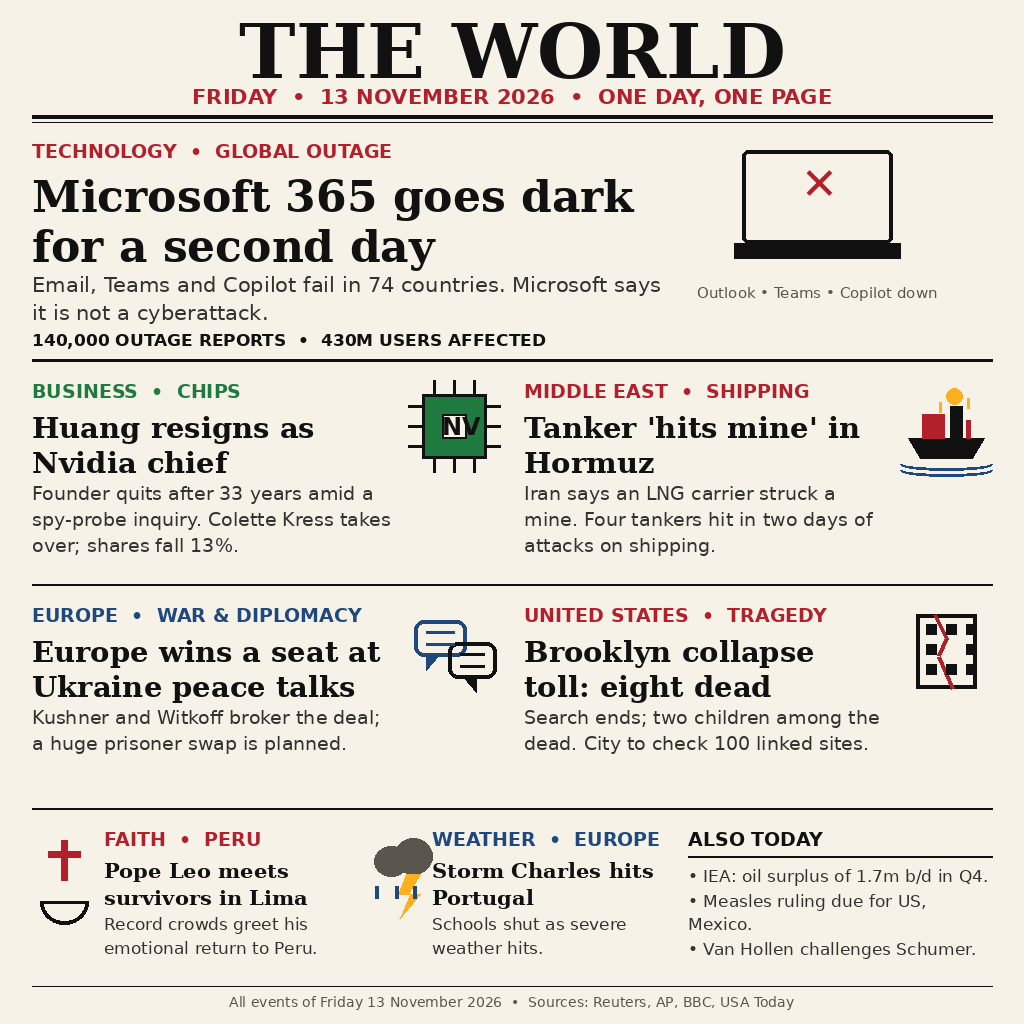 THE WORLD
FRIDAY • 13 NOVEMBER 2026 • ONE DAY, ONE PAGE
TECHNOLOGY • GLOBAL OUTAGE
Microsoft 365 goes dark
for a second day
Email, Teams and Copilot fail in 74 countries. Microsoft says
it is not a cyberattack.
140,000 OUTAGE REPORTS • 430M USERS AFFECTED
Outlook • Teams • Copilot down
BUSINESS • CHIPS
Huang resigns as
Nvidia chief
Founder quits after 33 years amid a
spy-probe inquiry. Colette Kress takes
over; shares fall 13%.
NV
MIDDLE EAST • SHIPPING
Tanker 'hits mine' in
Hormuz
Iran says an LNG carrier struck a
mine. Four tankers hit in two days of
attacks on shipping.
EUROPE • WAR & DIPLOMACY
Europe wins a seat at
Ukraine peace talks
Kushner and Witkoff broker the deal;
a huge prisoner swap is planned.
UNITED STATES • TRAGEDY
Brooklyn collapse
toll: eight dead
Search ends; two children among the
dead. City to check 100 linked sites.
FAITH • PERU
Pope Leo meets
survivors in Lima
Record crowds greet his
emotional return to Peru.
WEATHER • EUROPE
Storm Charles hits
Portugal
Schools shut as severe
weather hits.
ALSO TODAY
• IEA: oil surplus of 1.7m b/d in Q4.
• Measles ruling due for US,
Mexico.
• Van Hollen challenges Schumer.
All events of Friday 13 November 2026 • Sources: Reuters, AP, BBC, USA Today